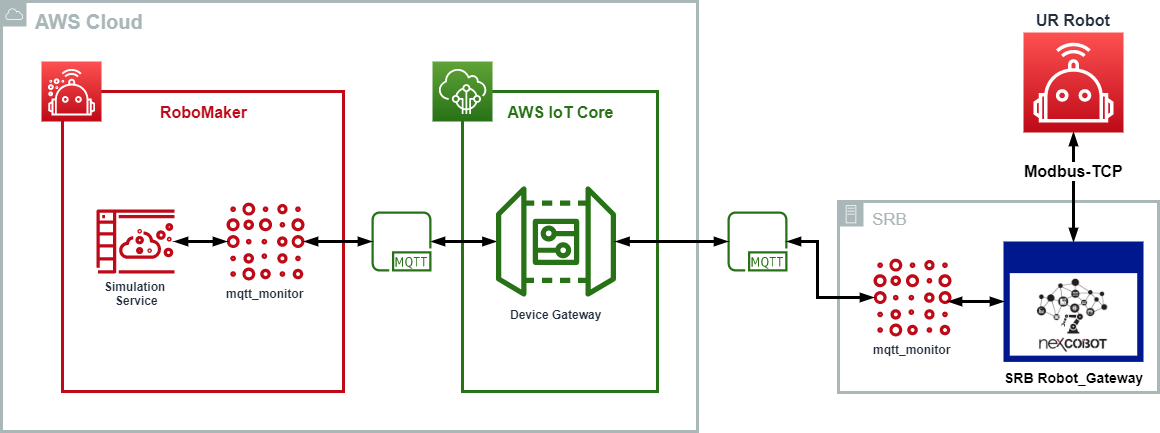 AWS Cloud
RoboMaker
Simulation
Service
mqtt_monitor
MQTT
AWS IoT Core
Device Gateway
MQTT
UR Robot
Modbus-TCP
SRB
mqtt_monitor
NEXCOBOT
SRB Robot_Gateway